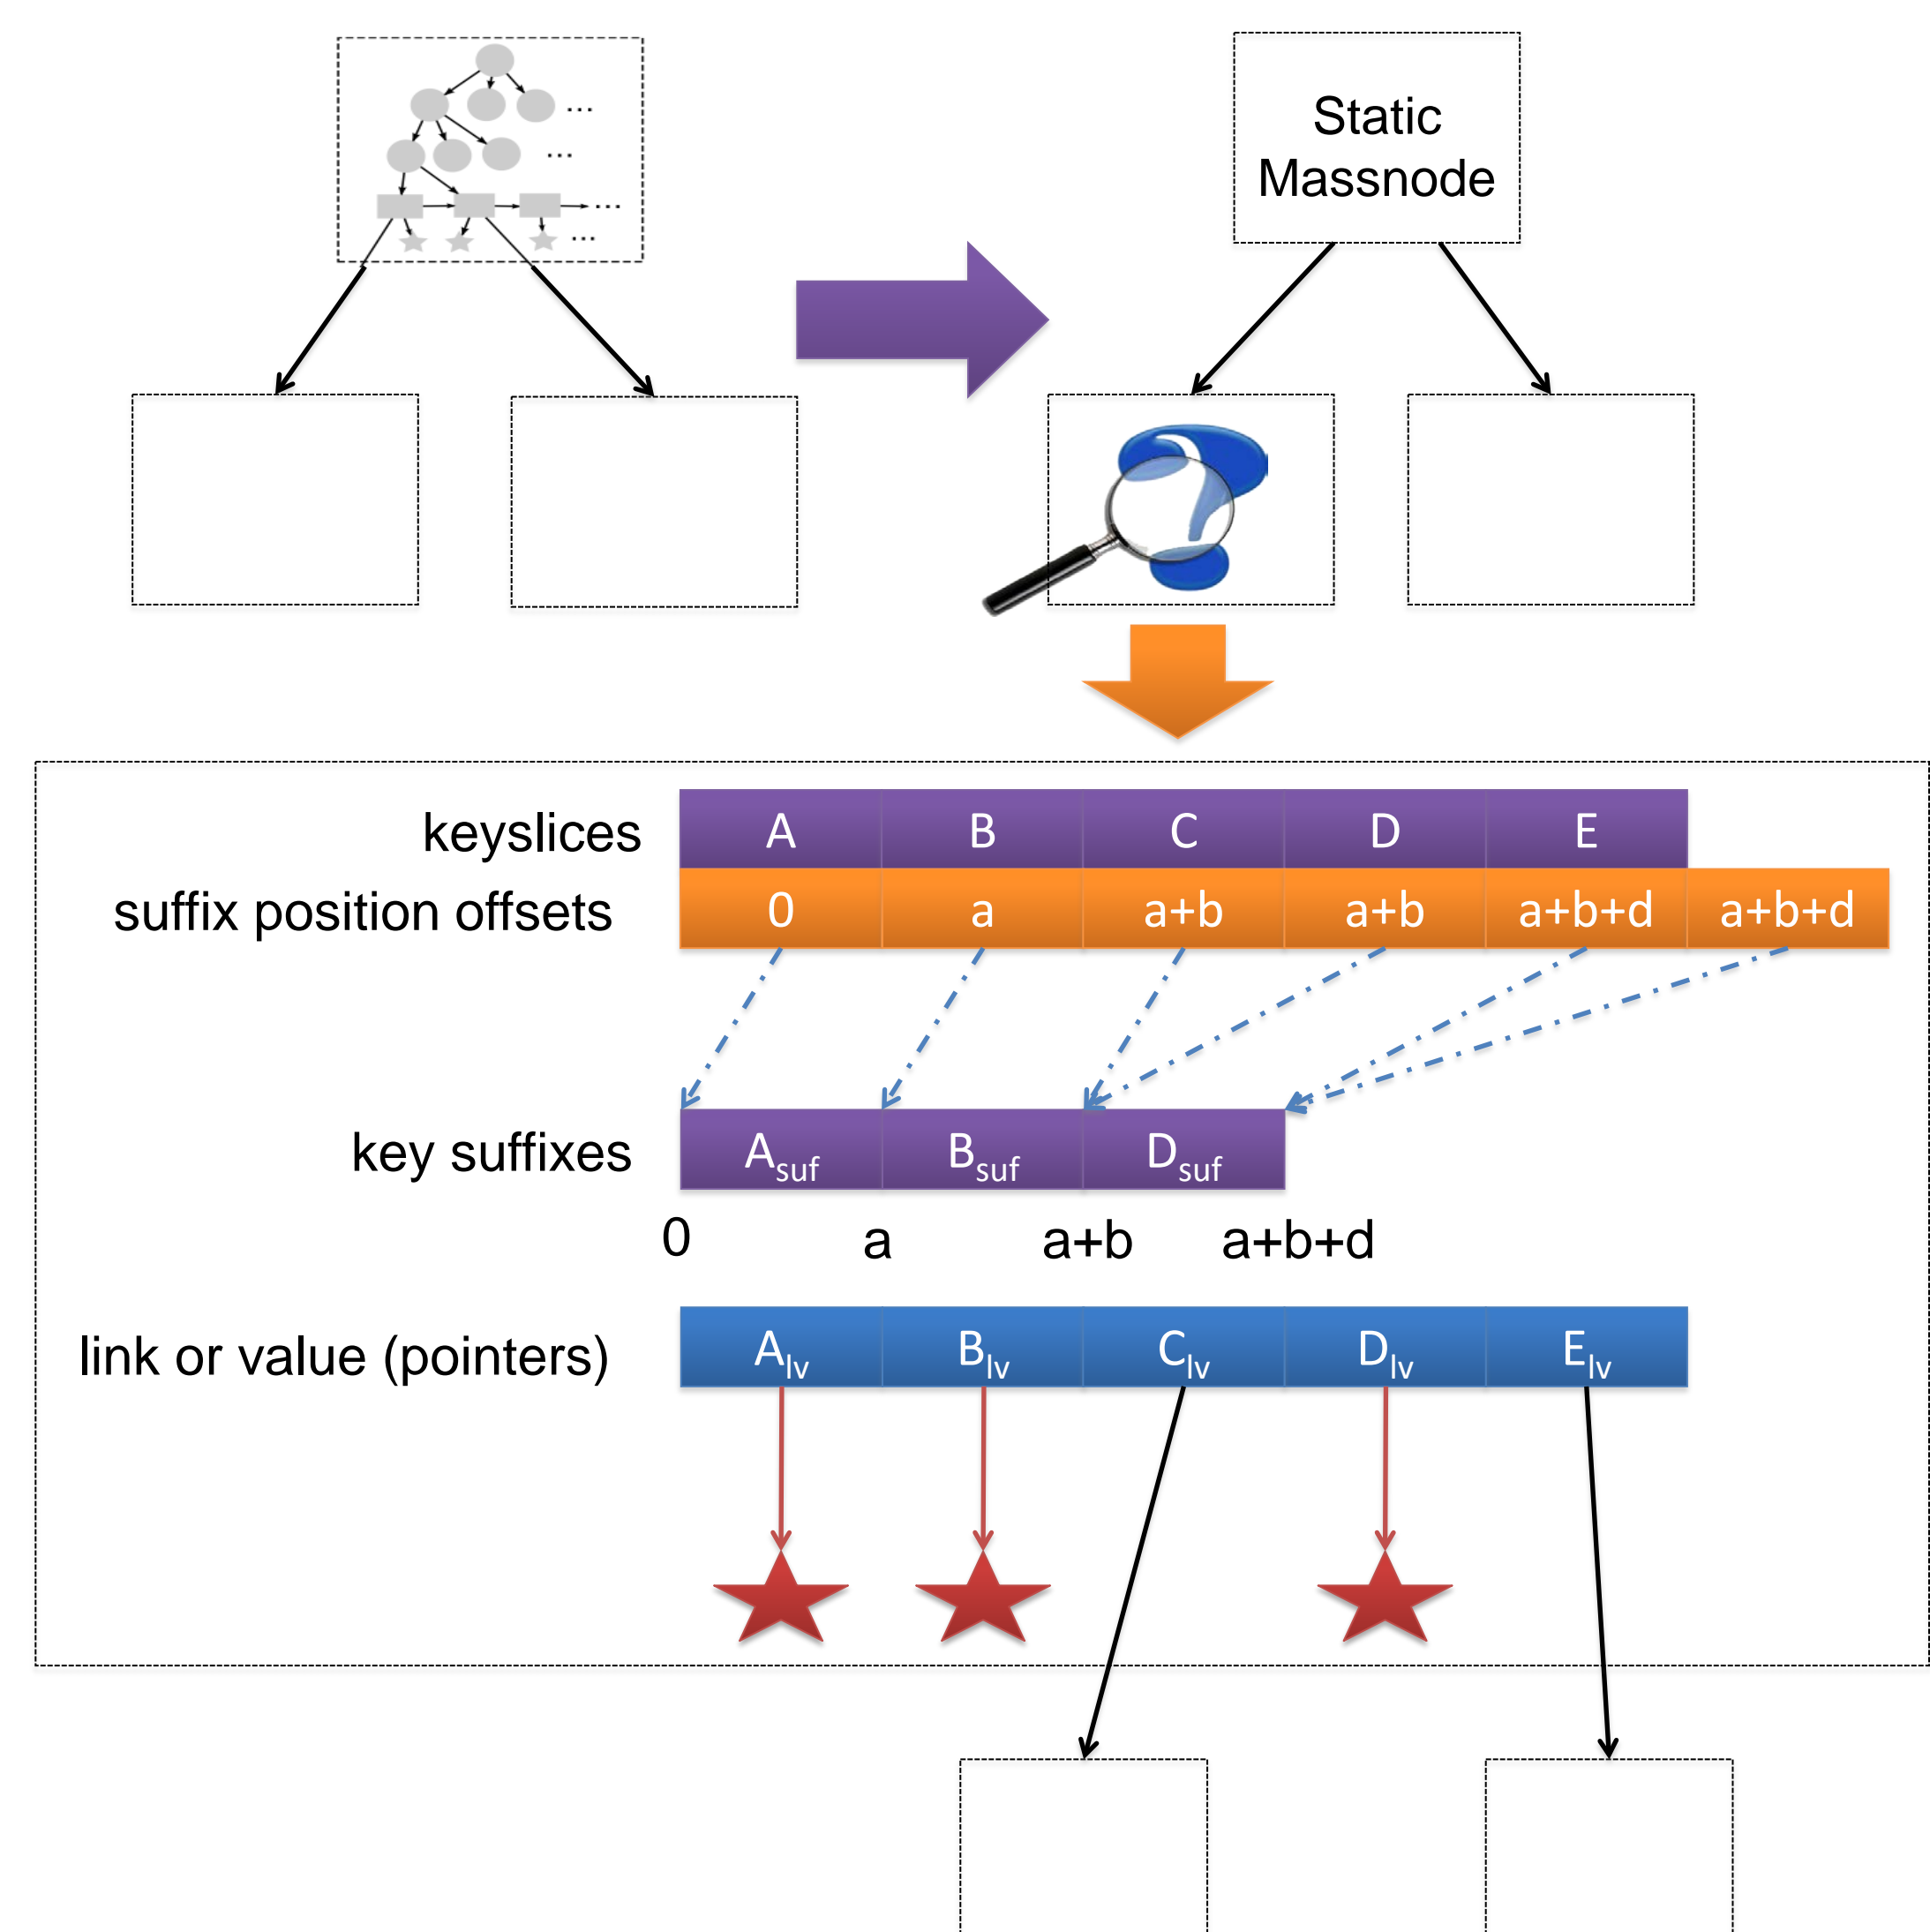 ...
...
...
...
Static
Massnode
keyslices A B C D E
suffix position offsets 0 a a+b a+b a+b+d a+b+d
key suffixes Asuf Bsuf Dsuf
0 a a+b a+b+d
link or value (pointers) Alv Blv Clv Dlv Elv